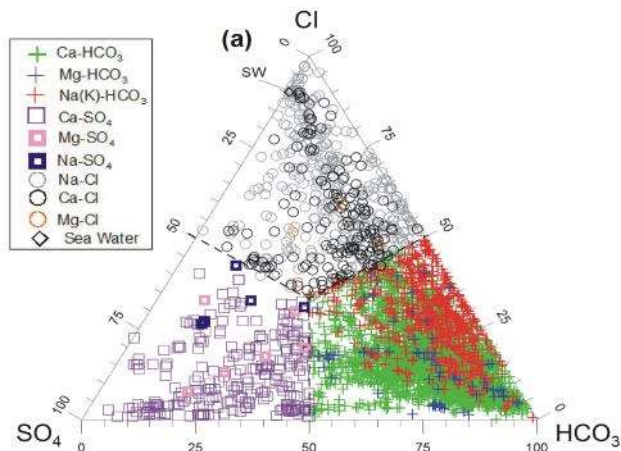 Cl
(a)
0
100
SW
25
75
50
50
75
25
100
0
SO₄
HCO₃
0
25
50
75
100
Ca-HCO₃
Mg-HCO₃
Na(K)-HCO₃
Ca-SO₄
Mg-SO₄
Na-SO₄
Na-Cl
Ca-Cl
Mg-Cl
Sea Water